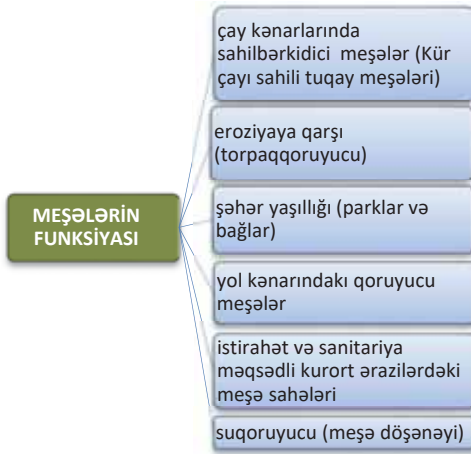 MEŞƏLƏRİN
FUNKSİYASI
çay kənarlarında
sahilbərkidici meşələr (Kür
çayı sahili tuqay meşələri)
eroziyaya qarşı
(torpaqqoruyucu)
şəhər yaşıllığı (parklar və
bağlar)
yol kənarındakı qoruyucu
meşələr
istirahət və sanitariya
məqsədli kurort ərazilərdəki
meşə sahələri
suqoruyucu (meşə döşənəyi)